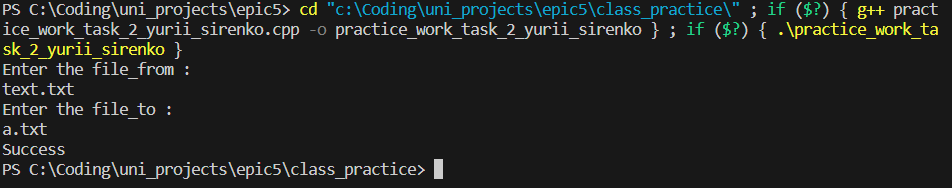 PS C:\Coding\uni_projects\epic5> cd "c:\Coding\uni_projects\epic5\class_practice\" ; if ($?) { g++ pract
ice_work_task_2_yurii_sirenko.cpp -o practice_work_task_2_yurii_sirenko } ; if ($?) { .\practice_work_ta
sk_2_yurii_sirenko }
Enter the file_from :
text.txt
Enter the file_to :
a.txt
Success
PS C:\Coding\uni_projects\epic5\class_practice>